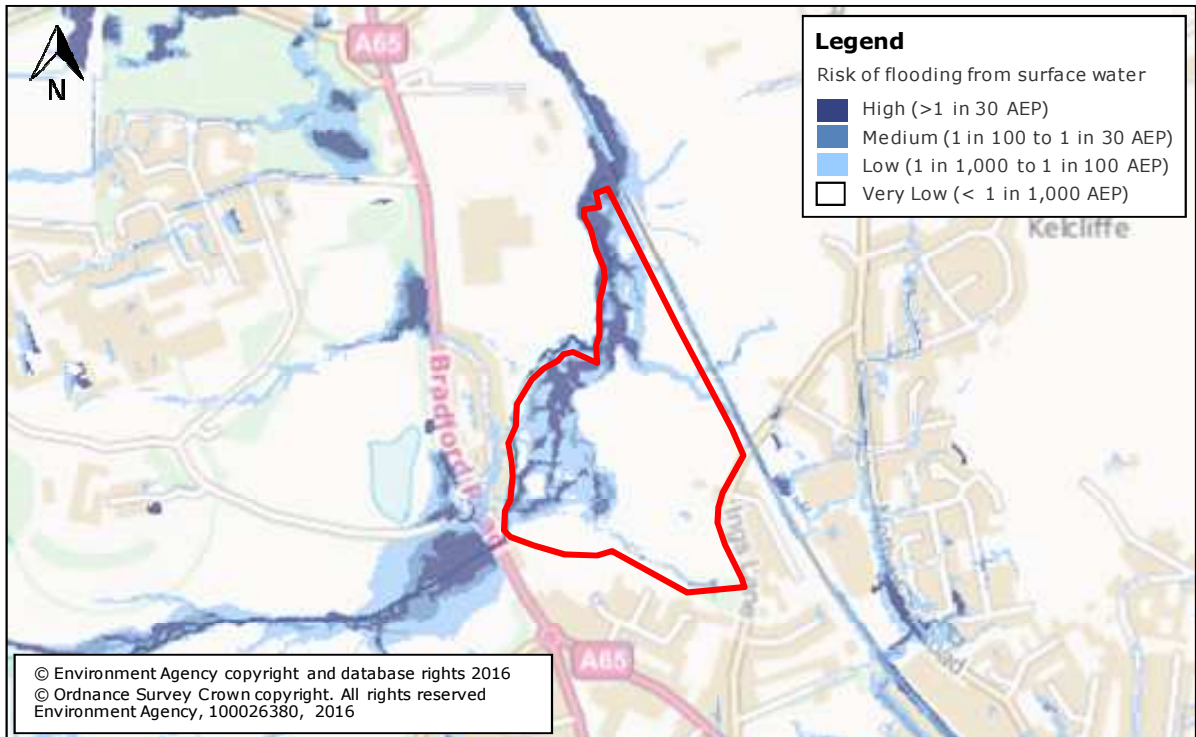 N
A65
Legend
Risk of flooding from surface water
High (>1 in 30 AEP)
Medium (1 in 100 to 1 in 30 AEP)
Low (1 in 1,000 to 1 in 100 AEP)
Very Low (< 1 in 1,000 AEP)
Kelcliffe
Bradford
A65
© Environment Agency copyright and database rights 2016
© Ordnance Survey Crown copyright. All rights reserved
Environment Agency, 100026380, 2016